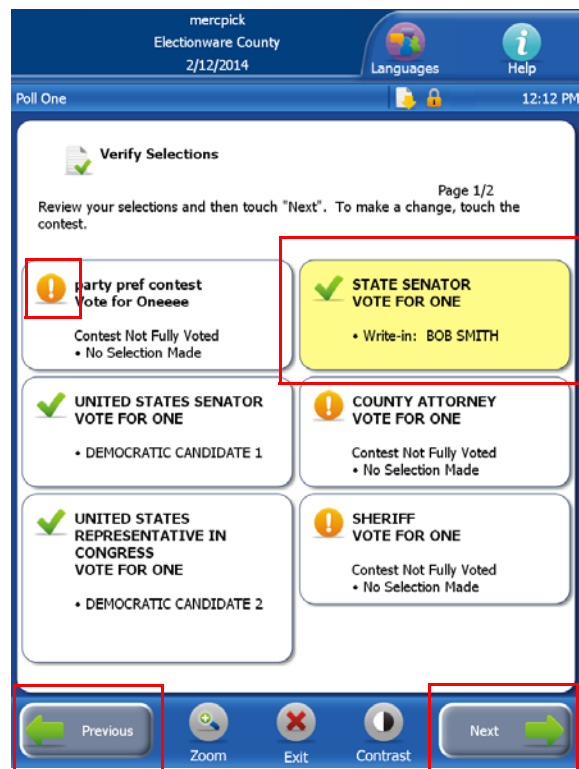 mercpick
Electionware County
2/12/2014
Languages
Help
Poll One
12:12 PM
Verify Selections
Page 1/2
Review your selections and then touch "Next". To make a change, touch the
contest.
party pref contest
Vote for Oneeee
Contest Not Fully Voted
• No Selection Made
STATE SENATOR
VOTE FOR ONE
• Write-in: BOB SMITH
UNITED STATES SENATOR
VOTE FOR ONE
• DEMOCRATIC CANDIDATE 1
COUNTY ATTORNEY
VOTE FOR ONE
Contest Not Fully Voted
• No Selection Made
UNITED STATES
REPRESENTATIVE IN
CONGRESS
VOTE FOR ONE
• DEMOCRATIC CANDIDATE 2
SHERIFF
VOTE FOR ONE
Contest Not Fully Voted
• No Selection Made
Previous
Zoom
Exit
Contrast
Next